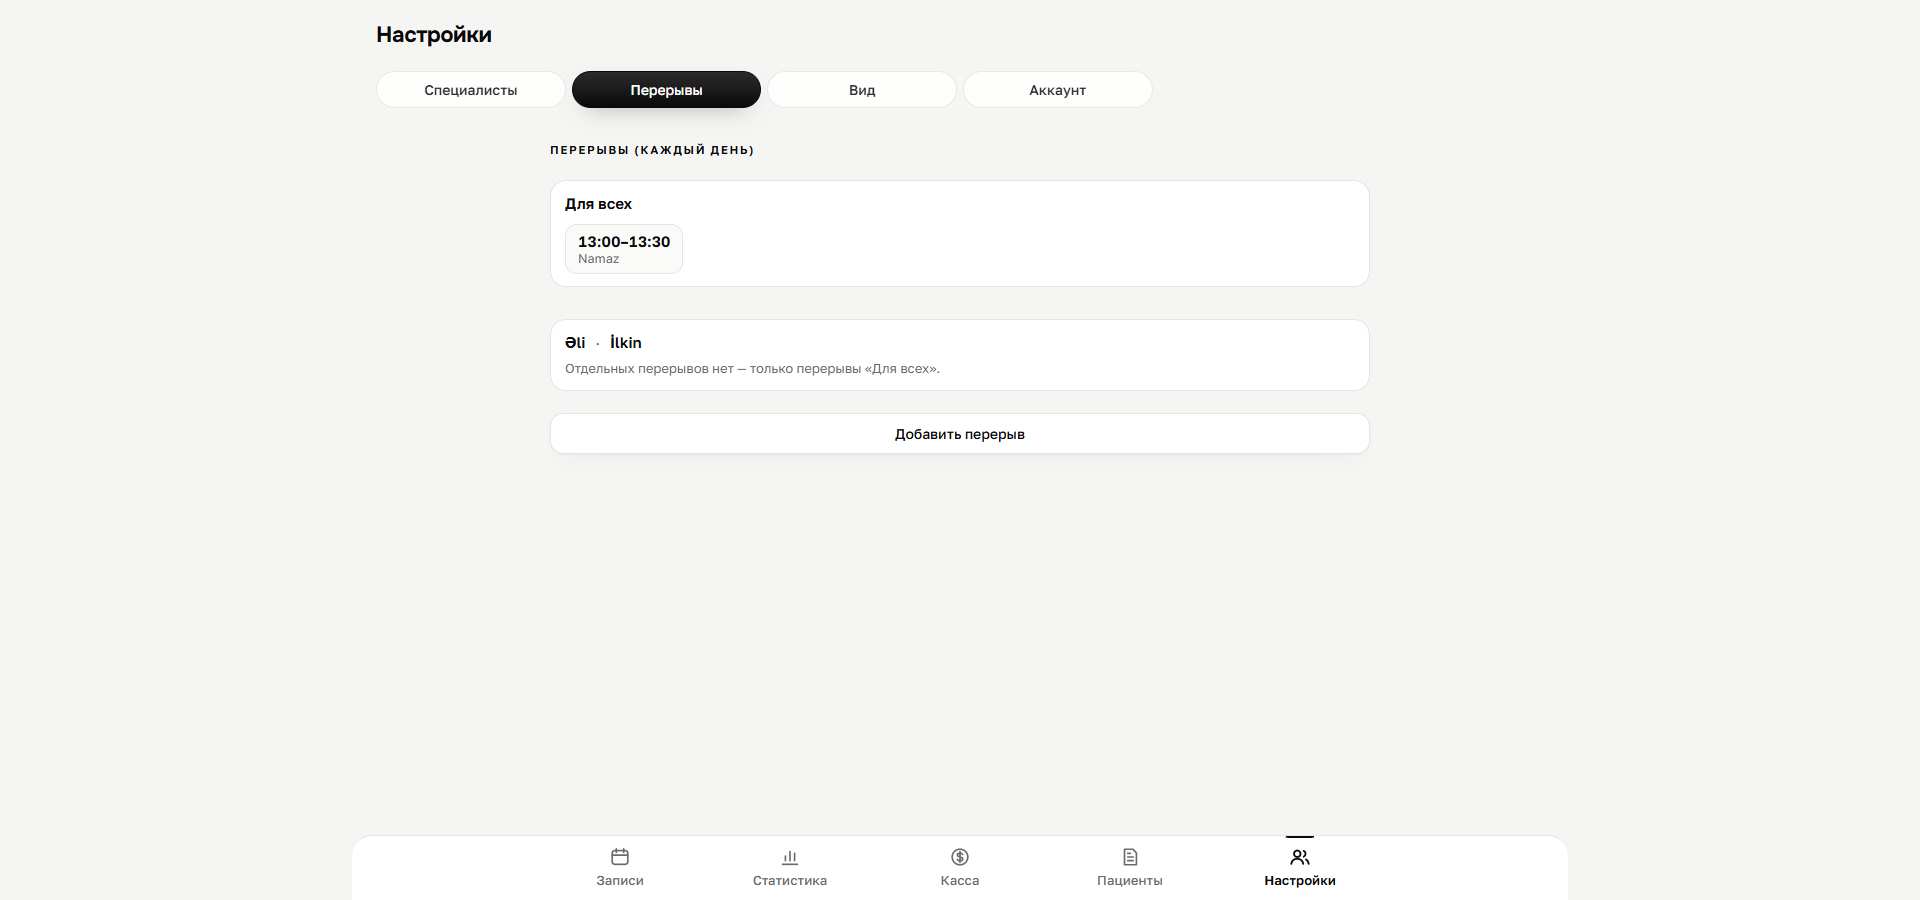 Настройки
Специалисты
Перерывы
Вид
Аккаунт
ПЕРЕРЫВЫ (КАЖДЫЙ ДЕНЬ)
Для всех
13:00–13:30
Namaz
Əli · İlkin
Отдельных перерывов нет — только перерывы «Для всех».
Добавить перерыв
Записи
Статистика
Касса
Пациенты
Настройки